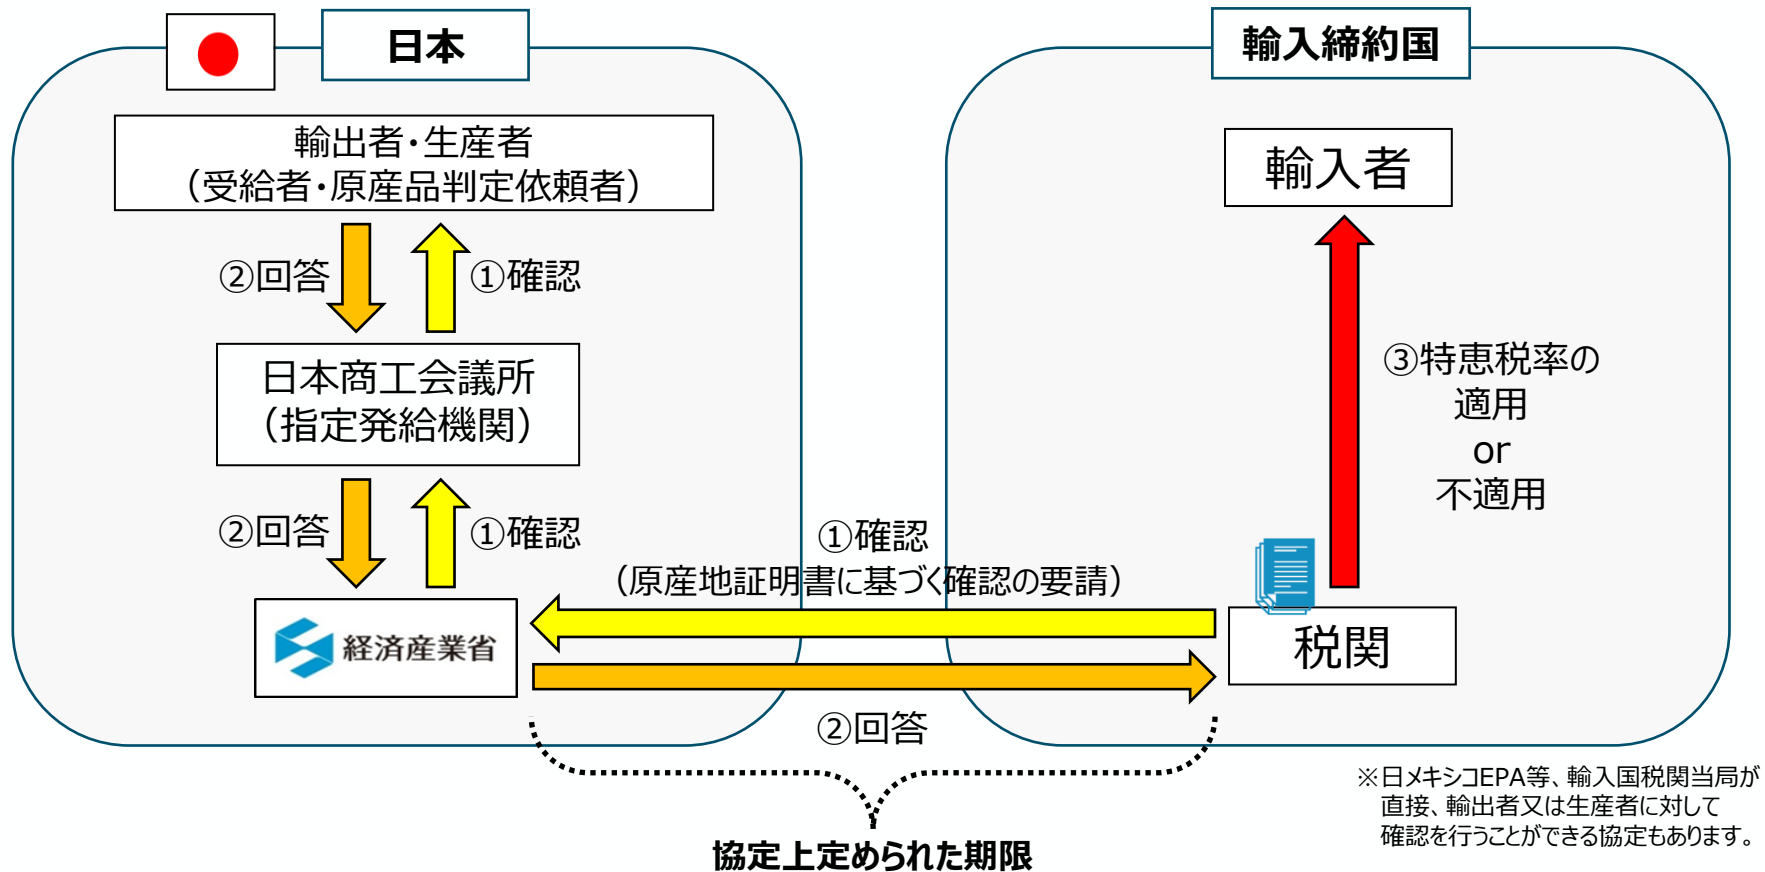 日本
輸出者・生産者
（受給者・原産品判定依頼者）
②回答
①確認
日本商工会議所
（指定発給機関）
②回答
①確認
経済産業省
①確認
（原産地証明書に基づく確認の要請）
②回答
協定上定められた期限
輸入締約国
輸入者
③特恵税率の
適用
or
不適用
税関
※日メキシコEPA等、輸入国税関当局が
直接、輸出者又は生産者に対して
確認を行うことができる協定もあります。